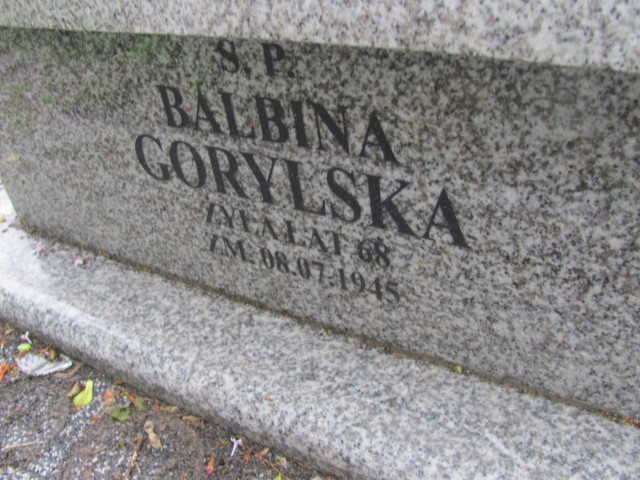 Ś. P.
BALBINA
GORYLSKA
ŻYŁA LAT 68
ZM. 08.07.1945